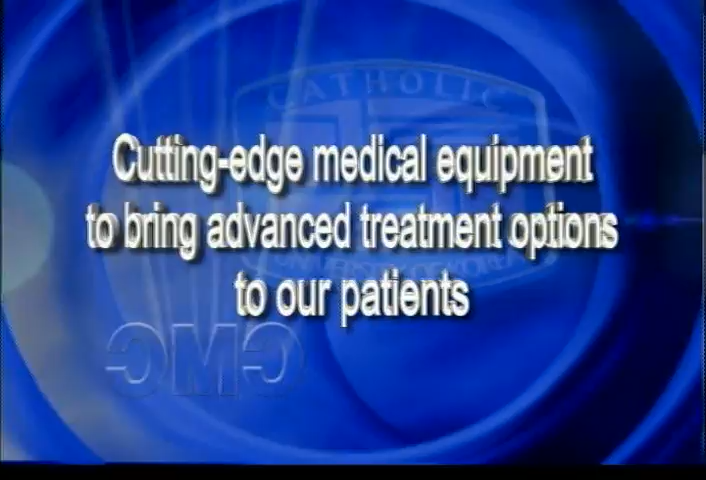 CATHOLIC
Cutting-edge medical equipment
to bring advanced treatment options
to our patients
CMC